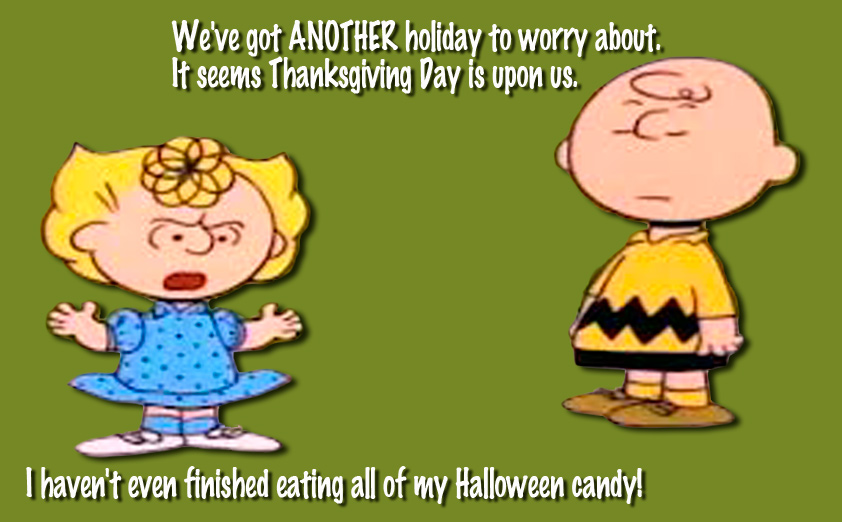 We've got ANOTHER holiday to worry about.
It seems Thanksgiving Day is upon us.
I haven't even finished eating all of my Halloween candy!